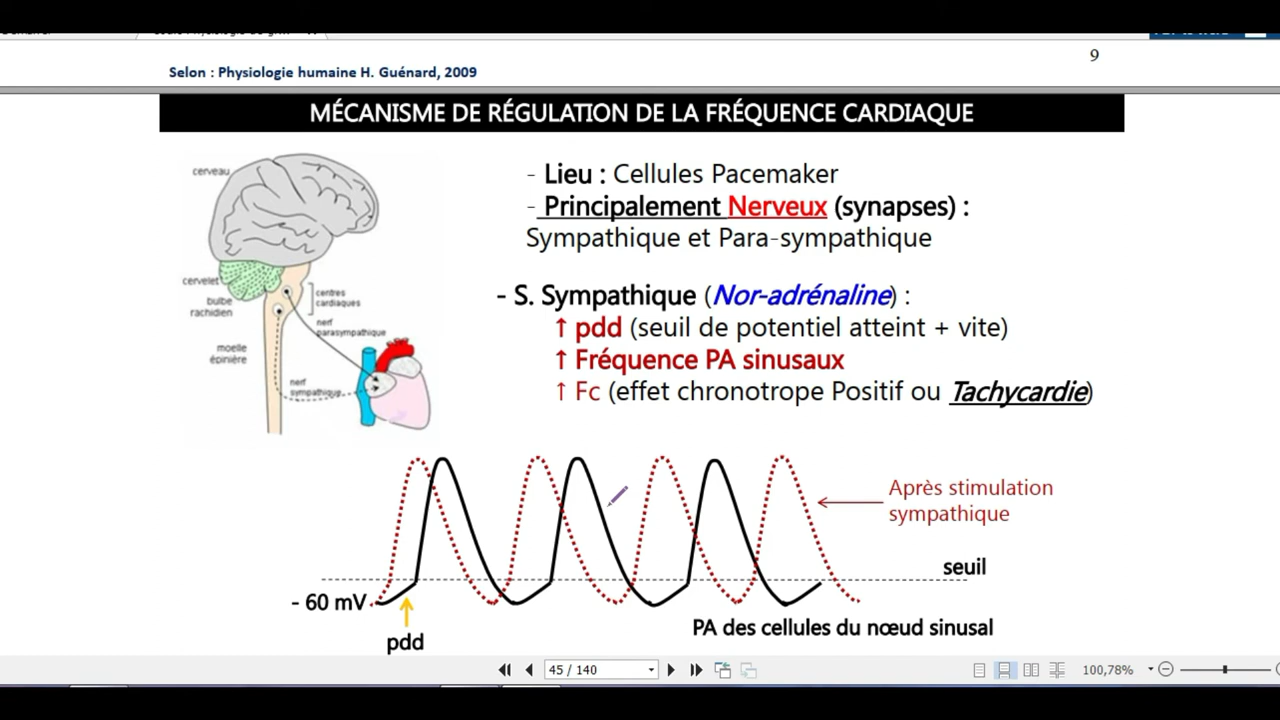 9
Selon : Physiologie humaine H. Guénard, 2009
MÉCANISME DE RÉGULATION DE LA FRÉQUENCE CARDIAQUE
cerveau
cervelet
bulbe
rachidien
moelle
épinière
centres
cardiaques
nerf
parasympathique
nerf
sympathique
- Lieu : Cellules Pacemaker
- Principalement Nerveux (synapses) :
Sympathique et Para-sympathique
- S. Sympathique (Nor-adrénaline) :
↑ pdd (seuil de potentiel atteint + vite)
↑ Fréquence PA sinusaux
↑ Fc (effet chronotrope Positif ou Tachycardie)
Après stimulation
sympathique
seuil
- 60 mV
pdd
PA des cellules du nœud sinusal
45 / 140
100,78%